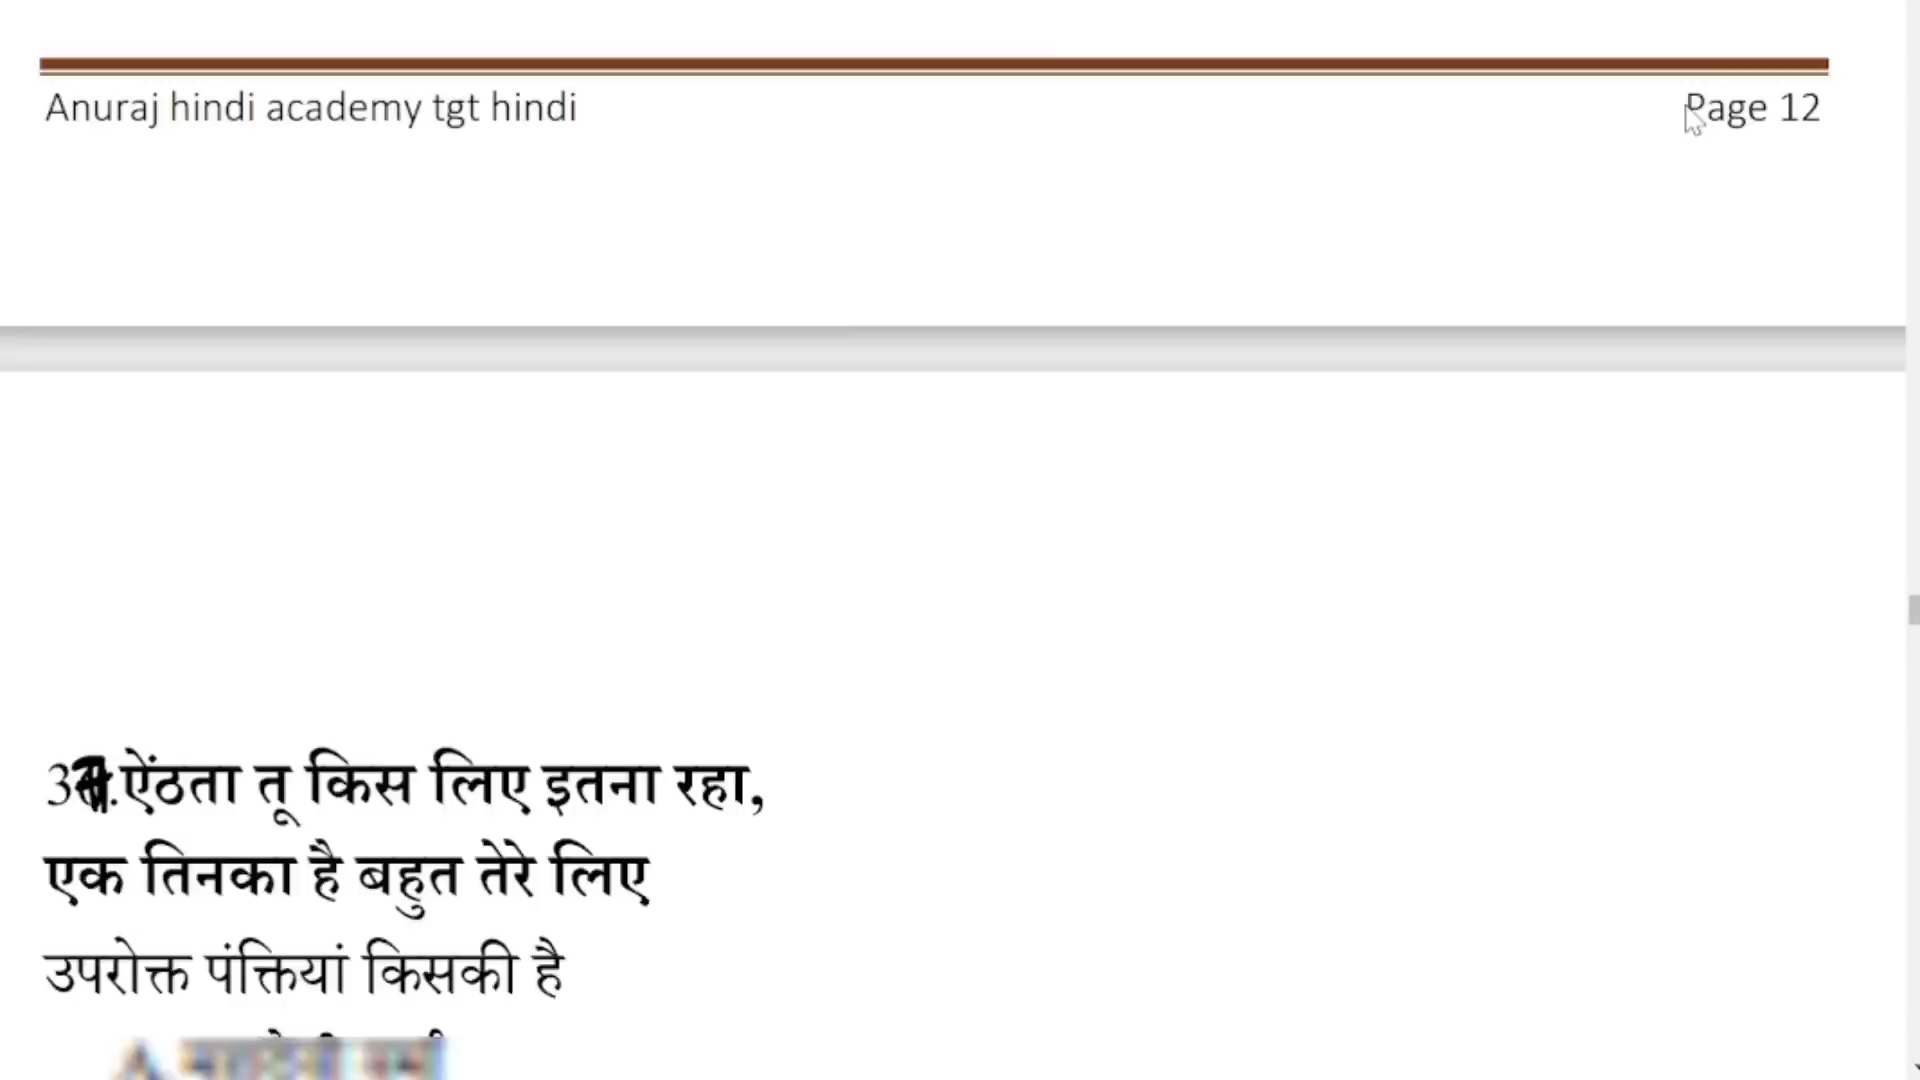 Anuraj hindi academy tgt hindi
Page 12
ऐंठता तू किस लिए इतना रहा,
एक तिनका है बहुत तेरे लिए
उपरोक्त पंक्तियां किसकी है